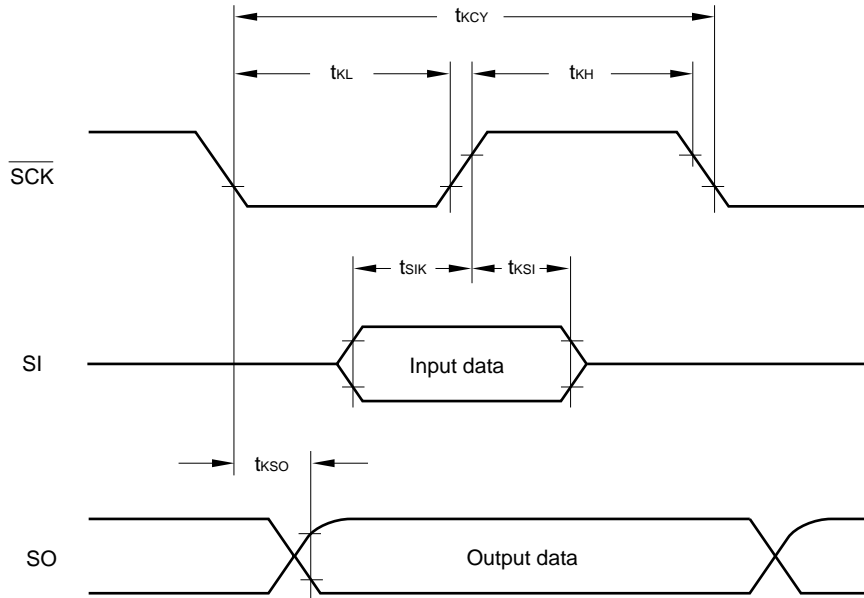 tKCY
tKL
tKH
SCK
tSIK
tKSI
SI
Input data
tKSO
SO
Output data